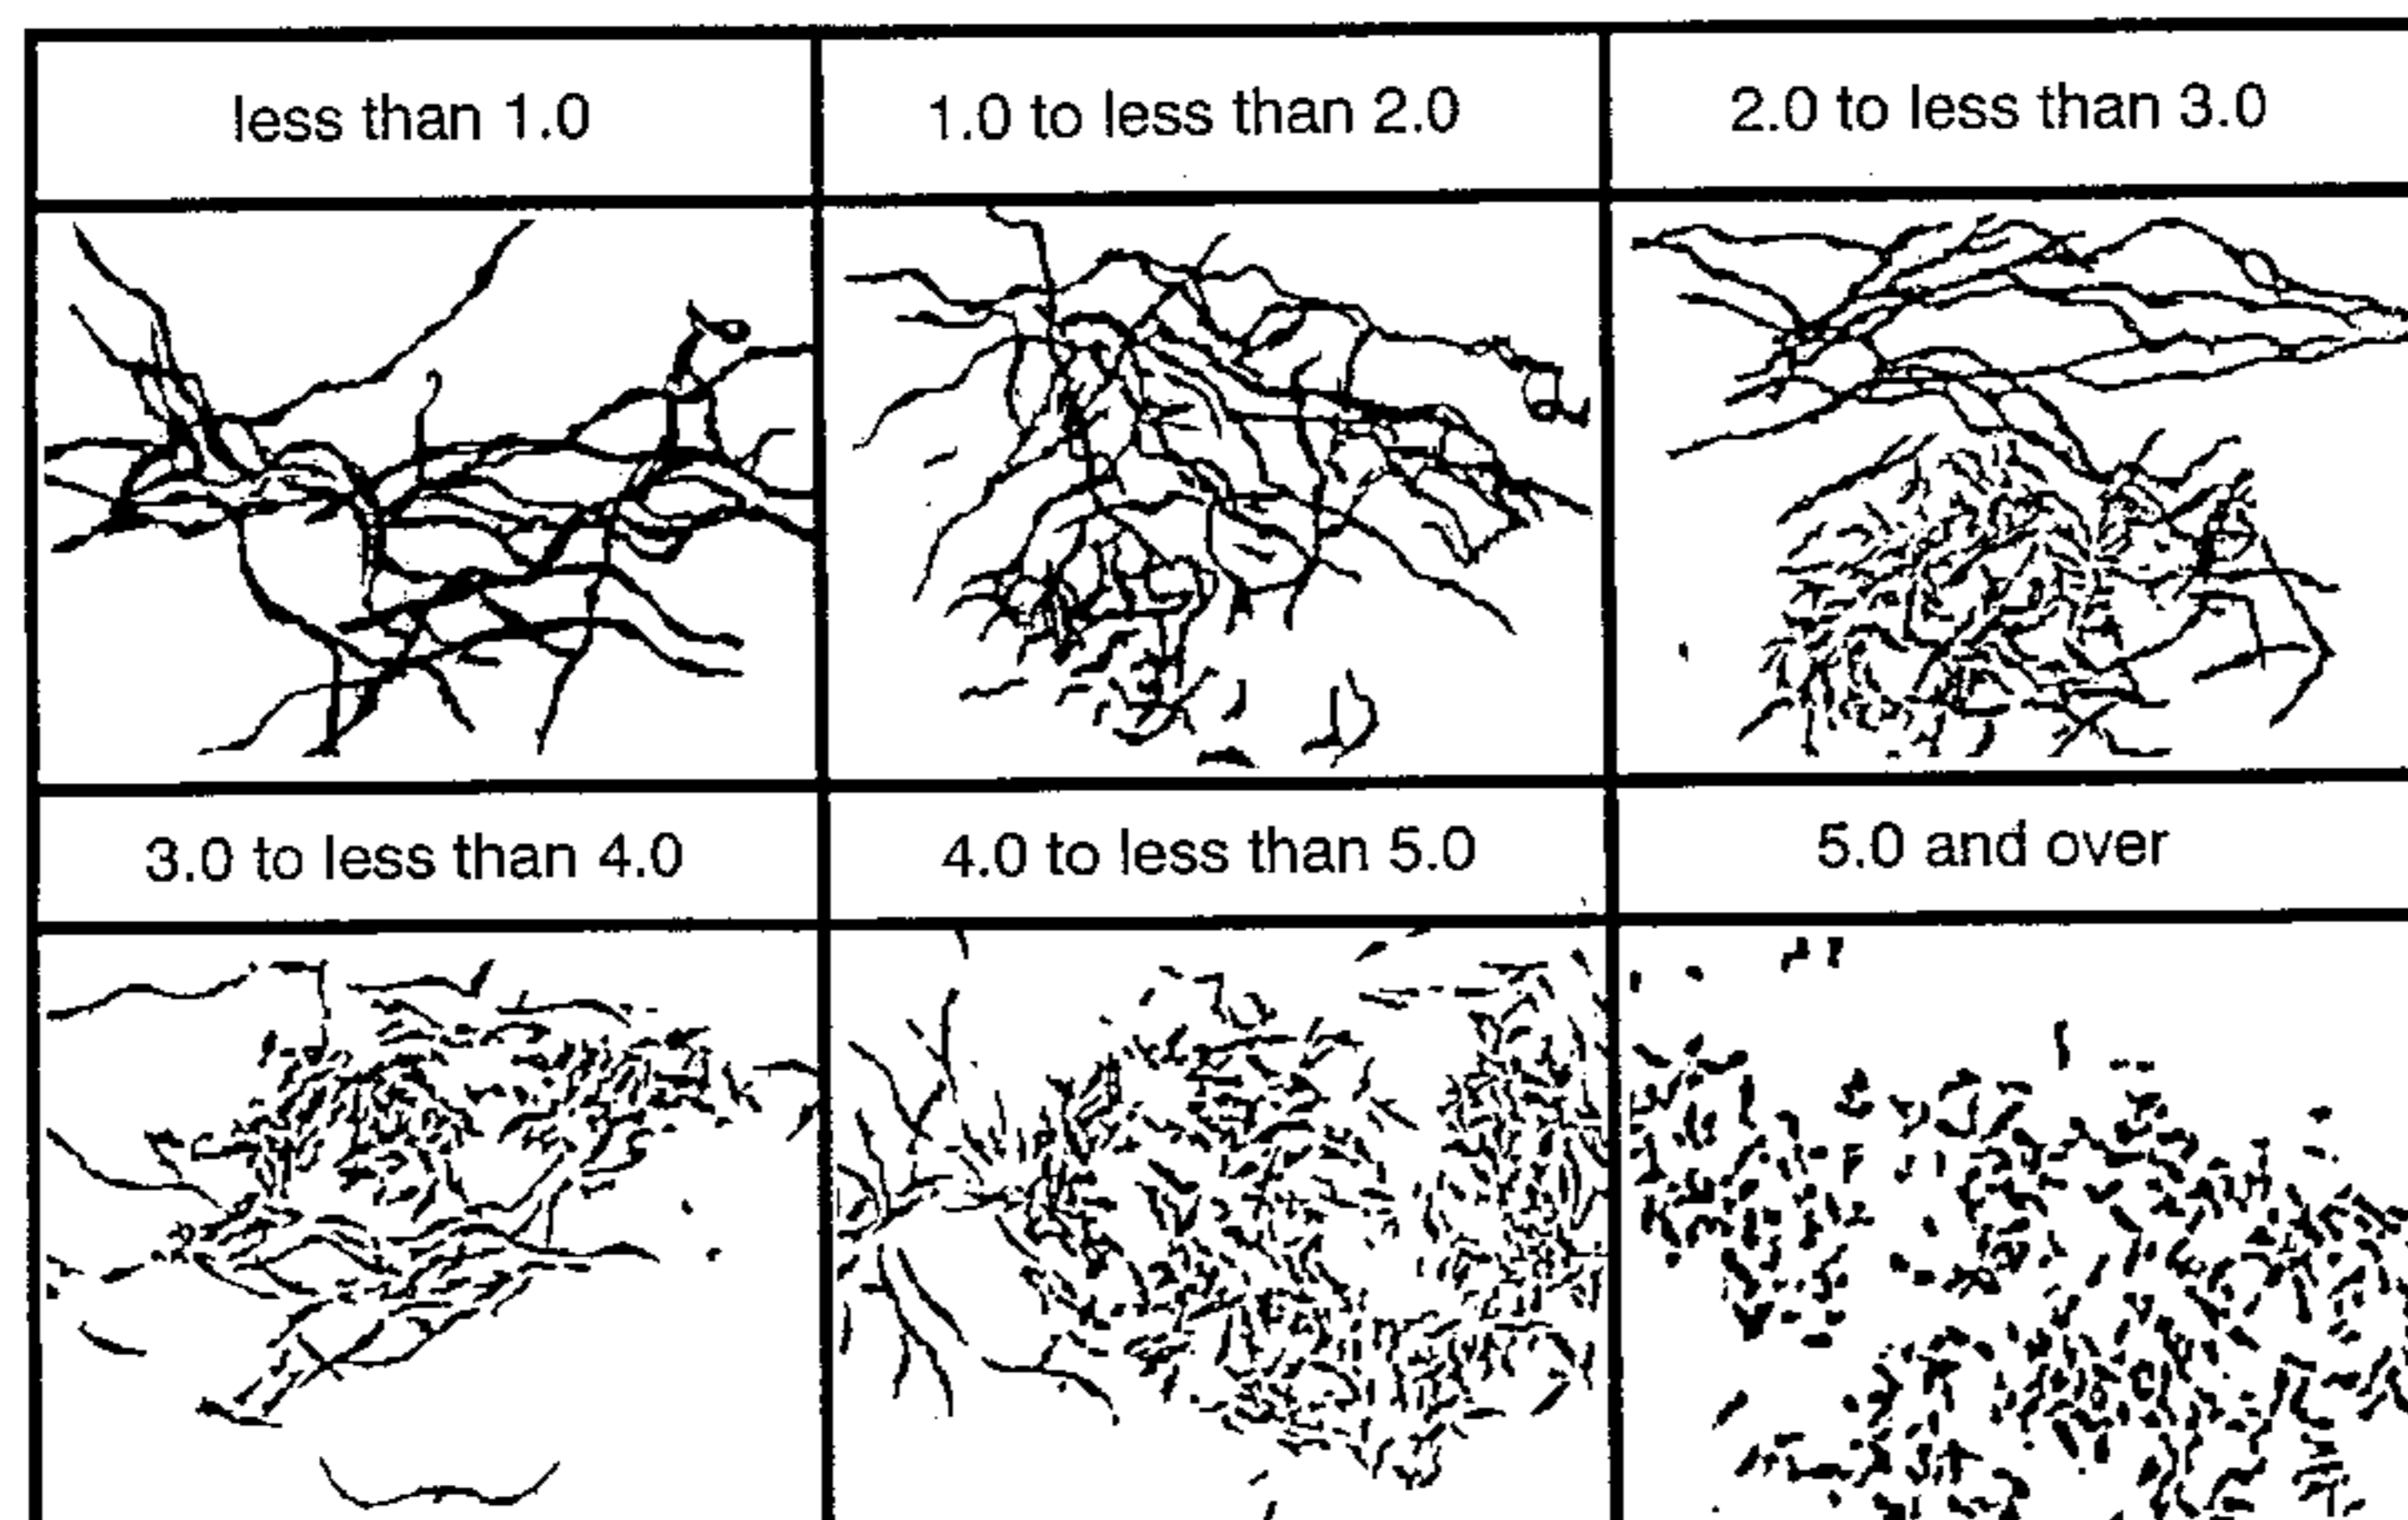 less than 1.0
1.0 to less than 2.0
2.0 to less than 3.0
3.0 to less than 4.0
4.0 to less than 5.0
5.0 and over